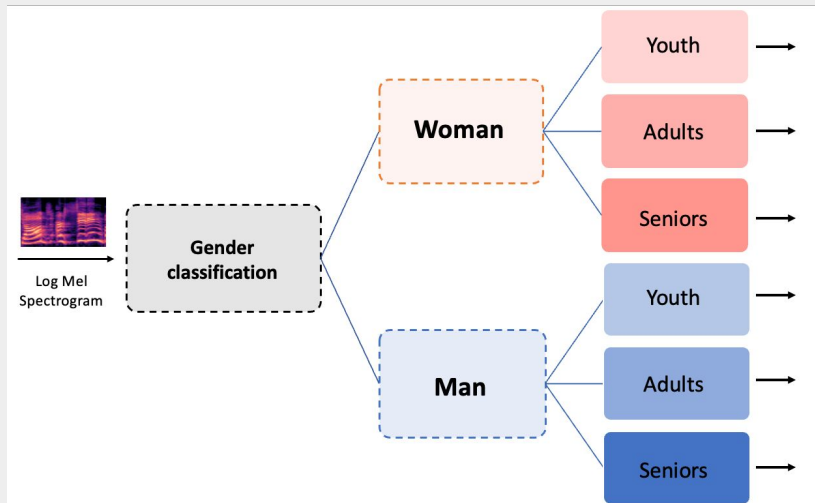 Log Mel
Spectrogram
Gender
classification
Woman
Youth
Adults
Seniors
Man
Youth
Adults
Seniors